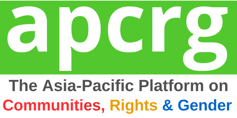 apcrg
The Asia-Pacific Platform on
Communities, Rights & Gender